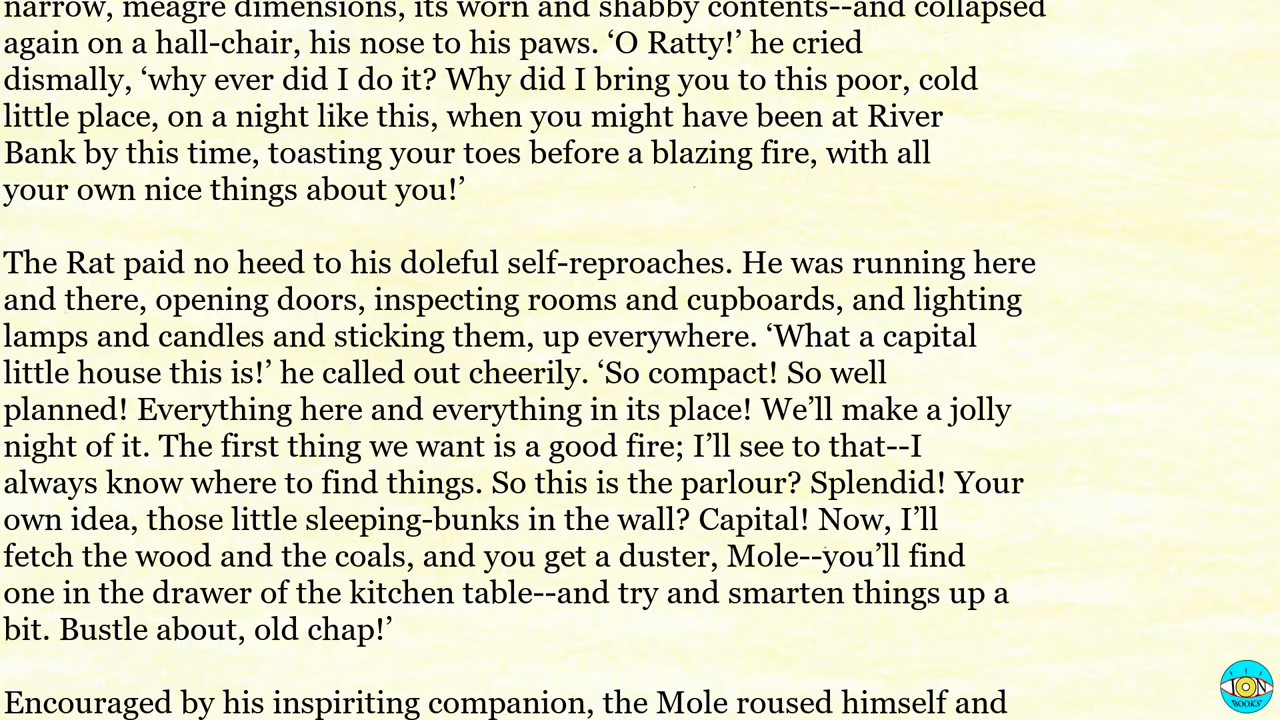 narrow, meagre dimensions, its worn and shabby contents--and collapsed
again on a hall-chair, his nose to his paws. ‘O Ratty!’ he cried
dismally, ‘why ever did I do it? Why did I bring you to this poor, cold
little place, on a night like this, when you might have been at River
Bank by this time, toasting your toes before a blazing fire, with all
your own nice things about you!’
The Rat paid no heed to his doleful self-reproaches. He was running here
and there, opening doors, inspecting rooms and cupboards, and lighting
lamps and candles and sticking them, up everywhere. ‘What a capital
little house this is!’ he called out cheerily. ‘So compact! So well
planned! Everything here and everything in its place! We’ll make a jolly
night of it. The first thing we want is a good fire; I’ll see to that--I
always know where to find things. So this is the parlour? Splendid! Your
own idea, those little sleeping-bunks in the wall? Capital! Now, I’ll
fetch the wood and the coals, and you get a duster, Mole--you’ll find
one in the drawer of the kitchen table--and try and smarten things up a
bit. Bustle about, old chap!’
Encouraged by his inspiriting companion, the Mole roused himself and
ION
BOOKS